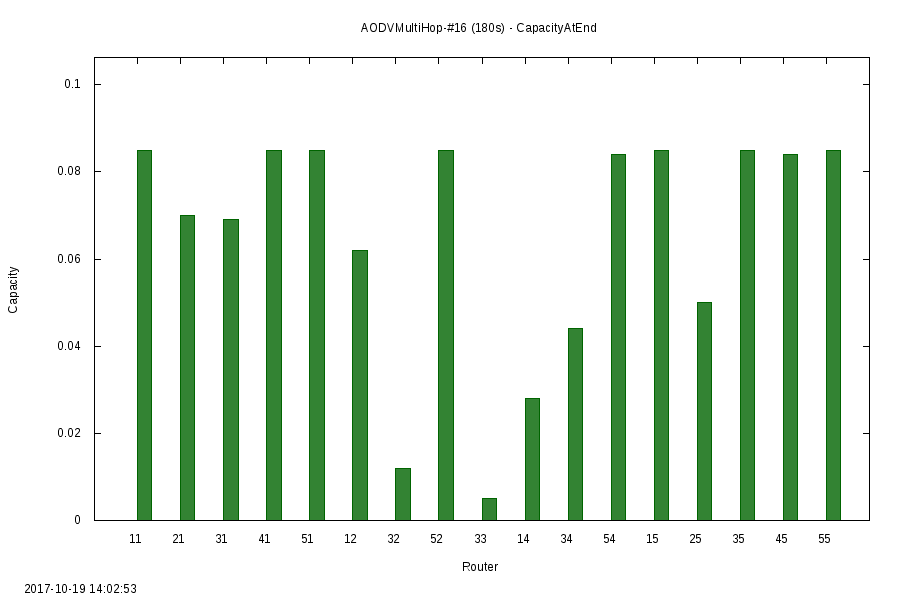 AODVMultiHop-#16 (180s) - CapacityAtEnd
0.1
0.08
0.06
0.04
0.02
0
Capacity
11 21 31 41 51 12 32 52 33 14 34 54 15 25 35 45 55
Router
2017-10-19 14:02:53